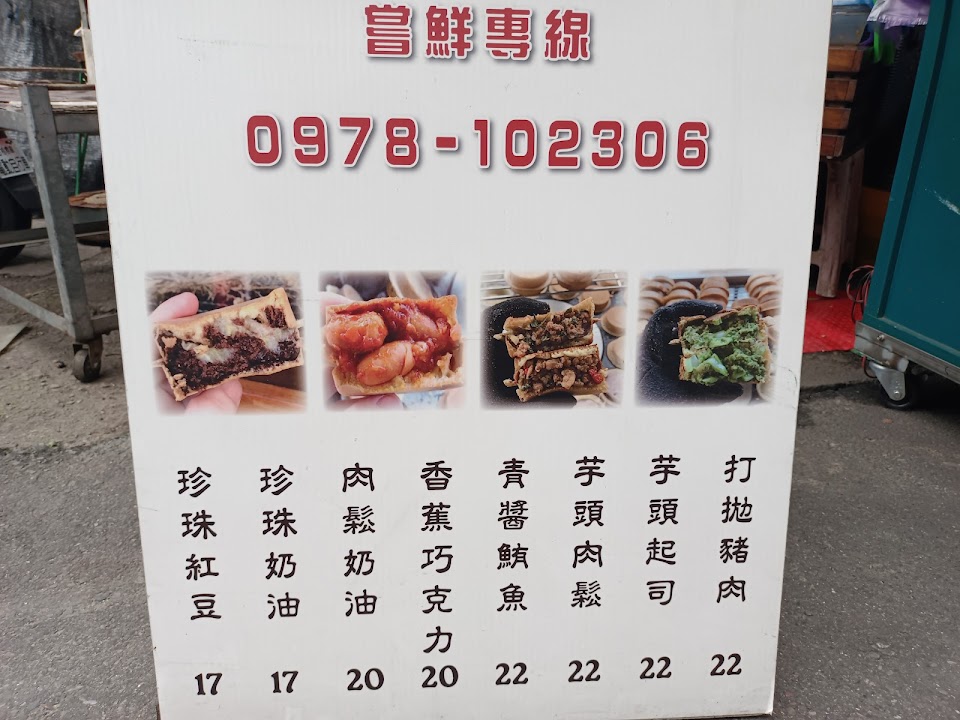 嘗鮮專線
0978-102306
打拋豬肉 22
芋頭起司 22
芋頭肉鬆 22
青醬鮪魚 22
香蕉巧克力 20
肉鬆奶油 20
珍珠奶油 17
珍珠紅豆 17